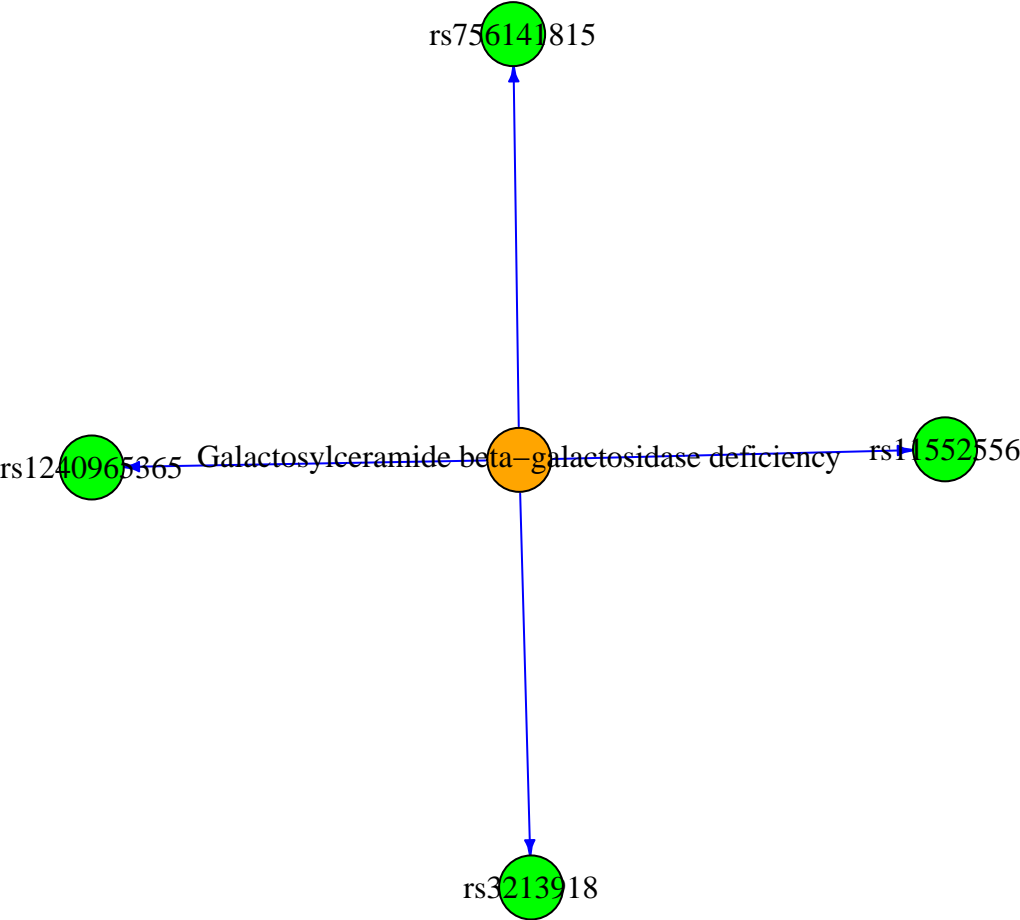 rs756141815
Galactosylceramide beta−galactosidase deficiency
rs11552556
rs1240965365
rs3213918